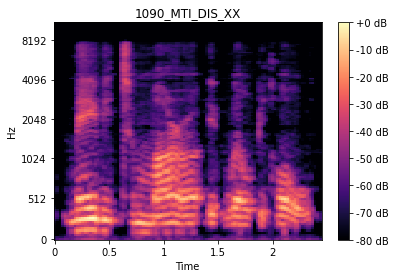 1090_MTI_DIS_XX
Hz
8192
4096
2048
1024
512
0
0
0.5
1
1.5
2
Time
+0 dB
-10 dB
-20 dB
-30 dB
-40 dB
-50 dB
-60 dB
-70 dB
-80 dB